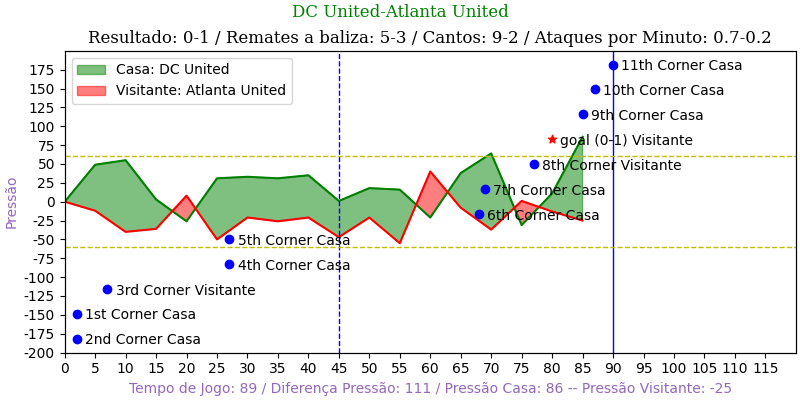 DC United-Atlanta United
Resultado: 0-1 / Remates a baliza: 5-3 / Cantos: 9-2 / Ataques por Minuto: 0.7-0.2
Casa: DC United
Visitante: Atlanta United
11th Corner Casa
10th Corner Casa
9th Corner Casa
goal (0-1) Visitante
8th Corner Visitante
7th Corner Casa
6th Corner Casa
5th Corner Casa
4th Corner Casa
3rd Corner Visitante
1st Corner Casa
2nd Corner Casa
Pressão
175
150
125
100
75
50
25
0
-25
-50
-75
-100
-125
-150
-175
-200
0 5 10 15 20 25 30 35 40 45 50 55 60 65 70 75 80 85 90 95 100 105 110 115
Tempo de Jogo: 89 / Diferença Pressão: 111 / Pressão Casa: 86 -- Pressão Visitante: -25